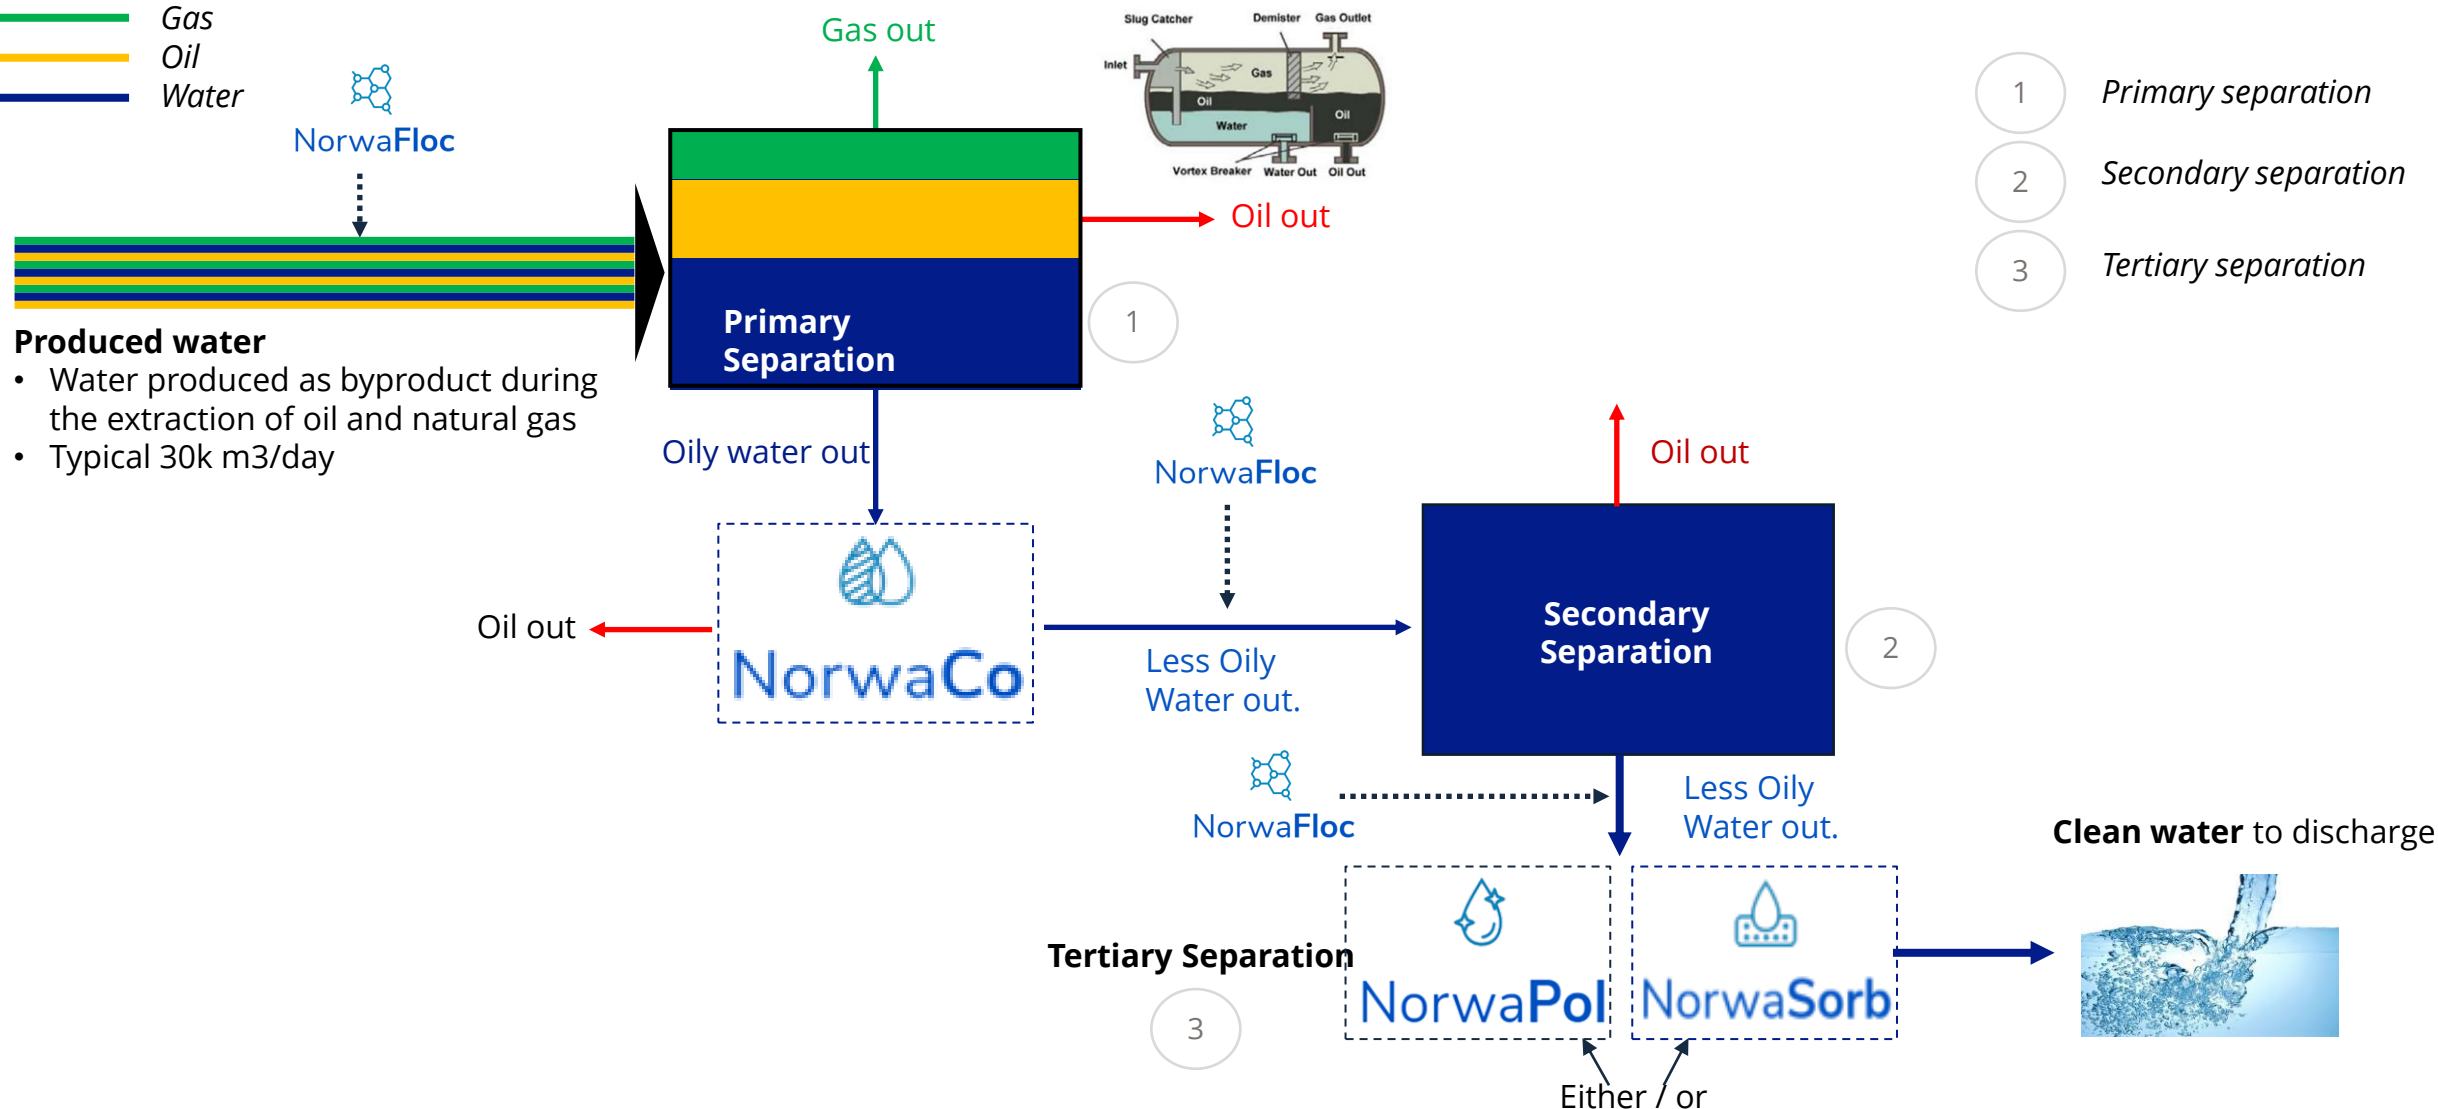 Gas
Oil
Water
NorwaFloc
Produced water
• Water produced as byproduct during
the extraction of oil and natural gas
• Typical 30k m3/day
Gas out
Primary
Separation
Oil out
1
Slug Catcher
Demister
Gas Outlet
Inlet
Gas
Oil
Water
Oil
Vortex Breaker
Water Out
Oil Out
1
Primary separation
2
Secondary separation
3
Tertiary separation
Oily water out
NorwaCo
Oil out
NorwaFloc
Less Oily
Water out.
Oil out
Secondary
Separation
2
NorwaFloc
Less Oily
Water out.
Tertiary Separation
3
NorwaPol
NorwaSorb
Either / or
Clean water to discharge